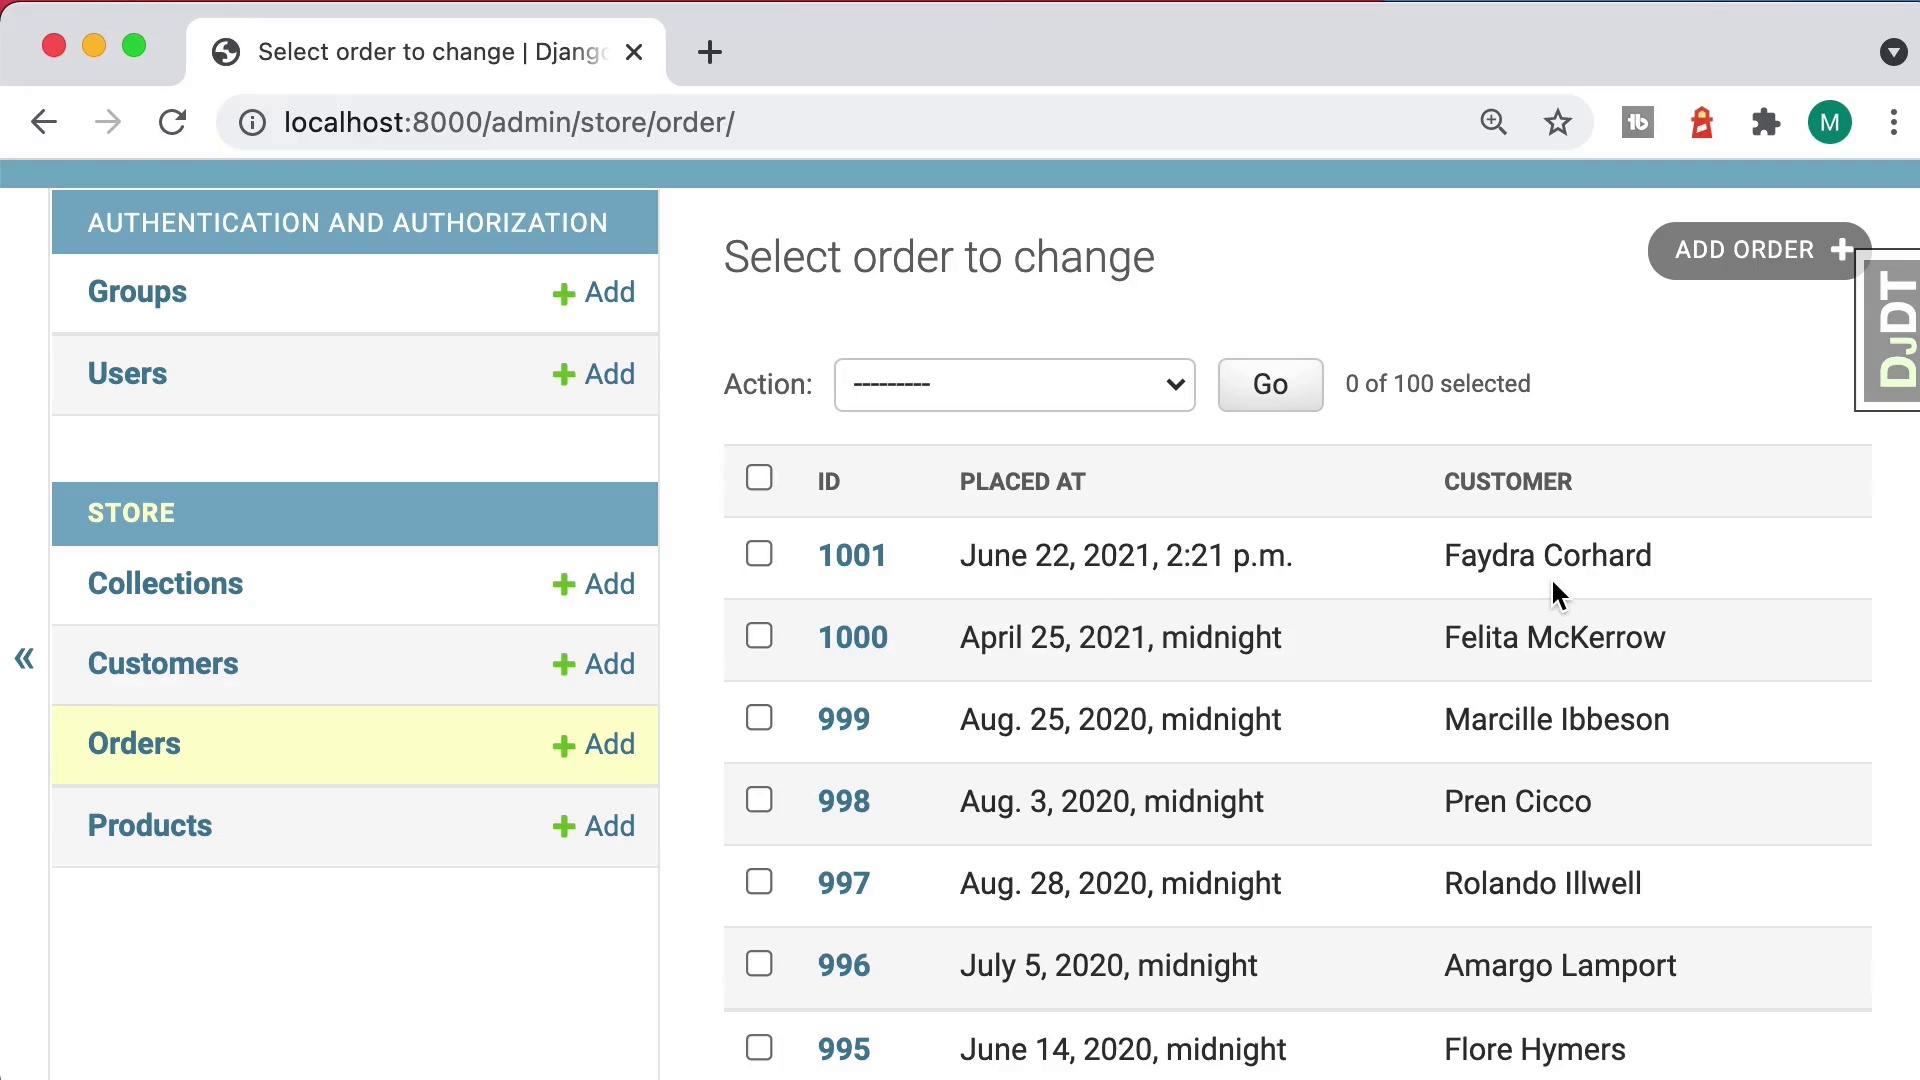 Select order to change | Django
localhost:8000/admin/store/order/
M
AUTHENTICATION AND AUTHORIZATION
Groups + Add
Users + Add
STORE
Collections + Add
Customers + Add
Orders + Add
Products + Add
«
Select order to change
ADD ORDER +
DJDT
Action: --------- Go 0 of 100 selected
ID PLACED AT CUSTOMER
1001 June 22, 2021, 2:21 p.m. Faydra Corhard
1000 April 25, 2021, midnight Felita McKerrow
999 Aug. 25, 2020, midnight Marcille Ibbeson
998 Aug. 3, 2020, midnight Pren Cicco
997 Aug. 28, 2020, midnight Rolando Illwell
996 July 5, 2020, midnight Amargo Lamport
995 June 14, 2020, midnight Flore Hymers